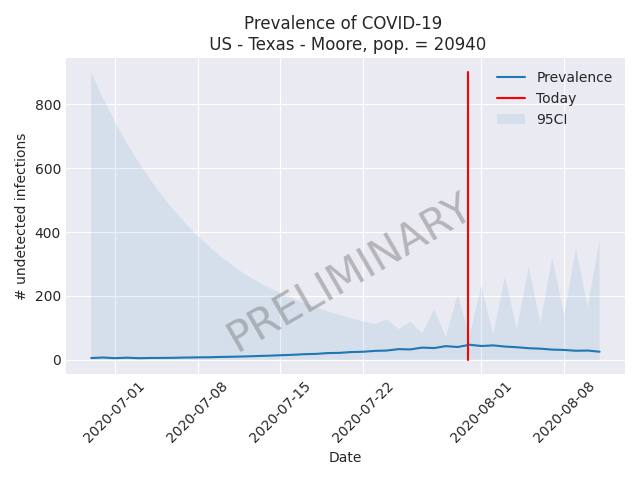 Prevalence of COVID-19
US - Texas - Moore, pop. = 20940
Prevalence
Today
95CI
# undetected infections
800
600
400
200
0
PRELIMINARY
2020-07-01
2020-07-08
2020-07-15
2020-07-22
2020-08-01
2020-08-08
Date